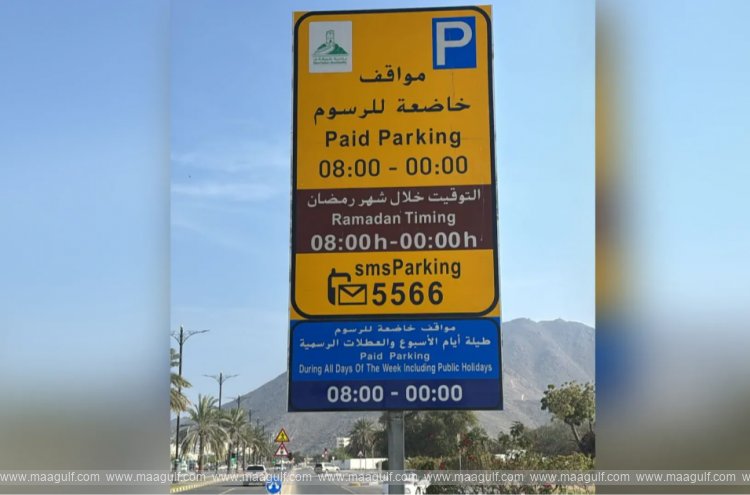 P
مواقف
خاضعة للرسوم
Paid Parking
08:00 - 00:00
التوقيت خلال شهر رمضان
Ramadan Timing
08:00h-00:00h
smsParking
5566
مواقف خاضعة للرسوم
طيلة أيام الأسبوع والعطلات الرسمية
Paid Parking
During All Days Of The Week Including Public Holidays
08:00 - 00:00
www.maagulf.com www.maagulf.com www.maagulf.com www.maagulf.com www.maagulf.com www.maagulf.com www.maagulf.com